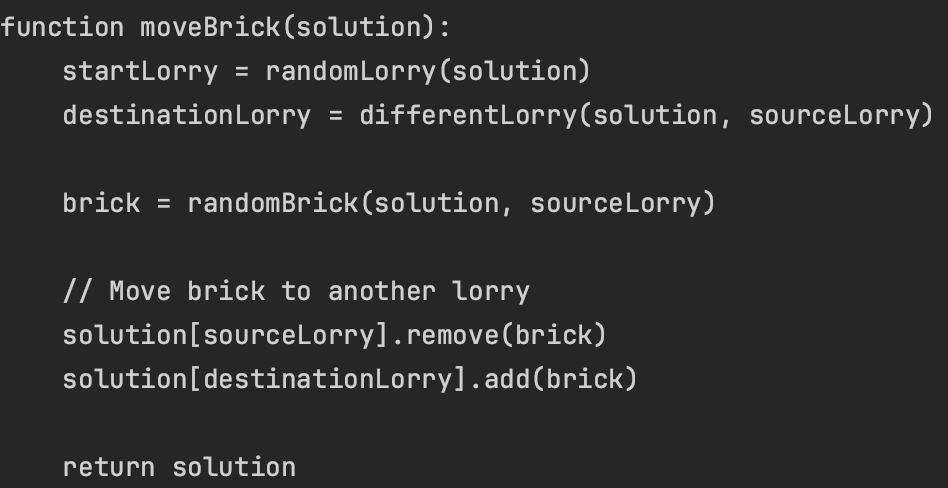 function moveBrick(solution):
    startLorry = randomLorry(solution)
    destinationLorry = differentLorry(solution, sourceLorry)
    brick = randomBrick(solution, sourceLorry)
    // Move brick to another lorry
    solution[sourceLorry].remove(brick)
    solution[destinationLorry].add(brick)
    return solution